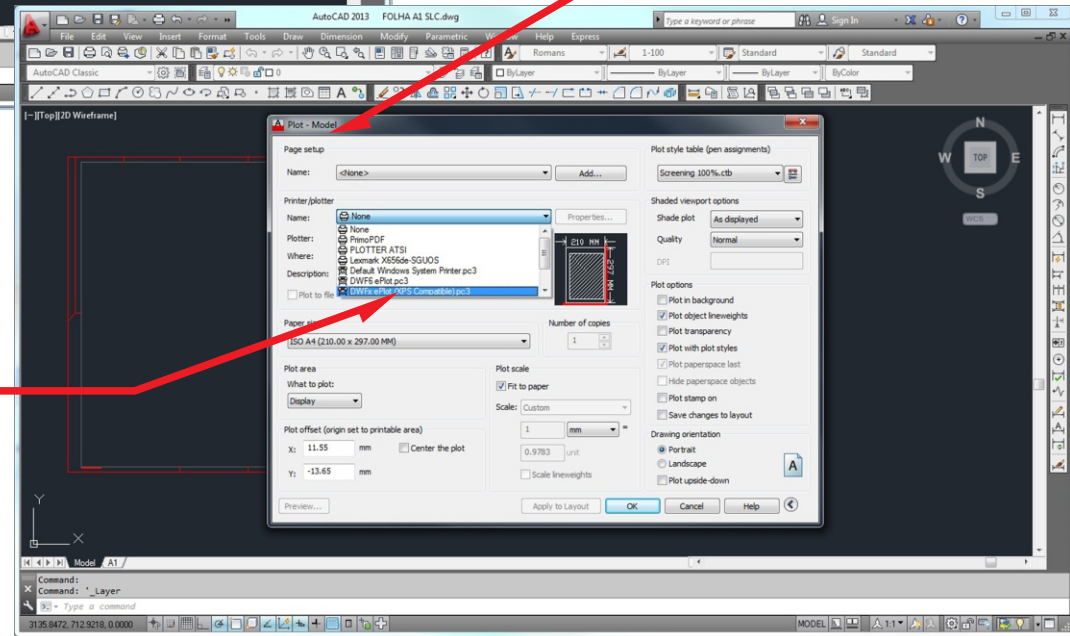 AutoCAD 2013 FOLHA A1 SLC.dwg
Type a keyword or phrase
Sign In
File Edit View Insert Format Tools Draw Dimension Modify Parametric Window Help Express
Romans 1-100 Standard Standard
AutoCAD Classic 0 ByLayer ByLayer ByLayer ByColor
[-][Top][2D Wireframe]
N
W TOP E
S
WCS
Plot - Model
Page setup
Name: <None> Add...
Plot style table (pen assignments)
Screening 100%.ctb
Printer/plotter
Name: None Properties...
None
Plotter: PrimoPDF
PLOTTER ATSI
Where: Lexmark X656de-SGUOS
Default Windows System Printer.pc3
Description: DWF6 ePlot.pc3
DWFx ePlot (XPS Compatible).pc3
Plot to file
210 MM
297 MM
Shaded viewport options
Shade plot As displayed
Quality Normal
DPI
Paper size
ISO A4 (210.00 x 297.00 MM)
Number of copies
1
Plot options
Plot in background
Plot object lineweights
Plot transparency
Plot with plot styles
Plot paperspace last
Hide paperspace objects
Plot stamp on
Save changes to layout
Plot area
What to plot:
Display
Plot scale
Fit to paper
Scale: Custom
1 mm =
0.9783 unit
Scale lineweights
Plot offset (origin set to printable area)
X: 11.55 mm Center the plot
Y: -13.65 mm
Drawing orientation
Portrait
Landscape
Plot upside-down
A
Preview... Apply to Layout OK Cancel Help
Y
X
Model A1
Command:
Command: '_Layer
Type a command
3135.8472, 712.9218, 0.0000 MODEL 1:1